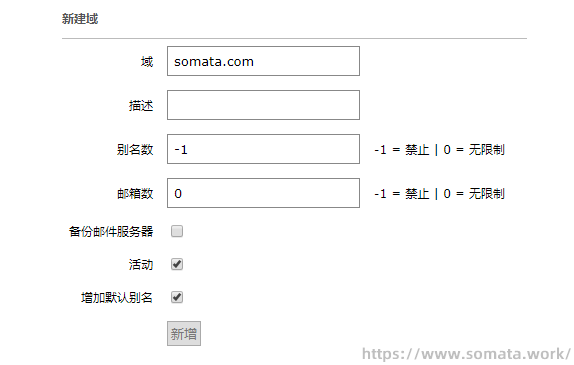 新建域
域 somata.com
描述
别名数 -1 -1 = 禁止 | 0 = 无限制
邮箱数 0 -1 = 禁止 | 0 = 无限制
备份邮件服务器
活动
增加默认别名
新增
https://www.somata.work/